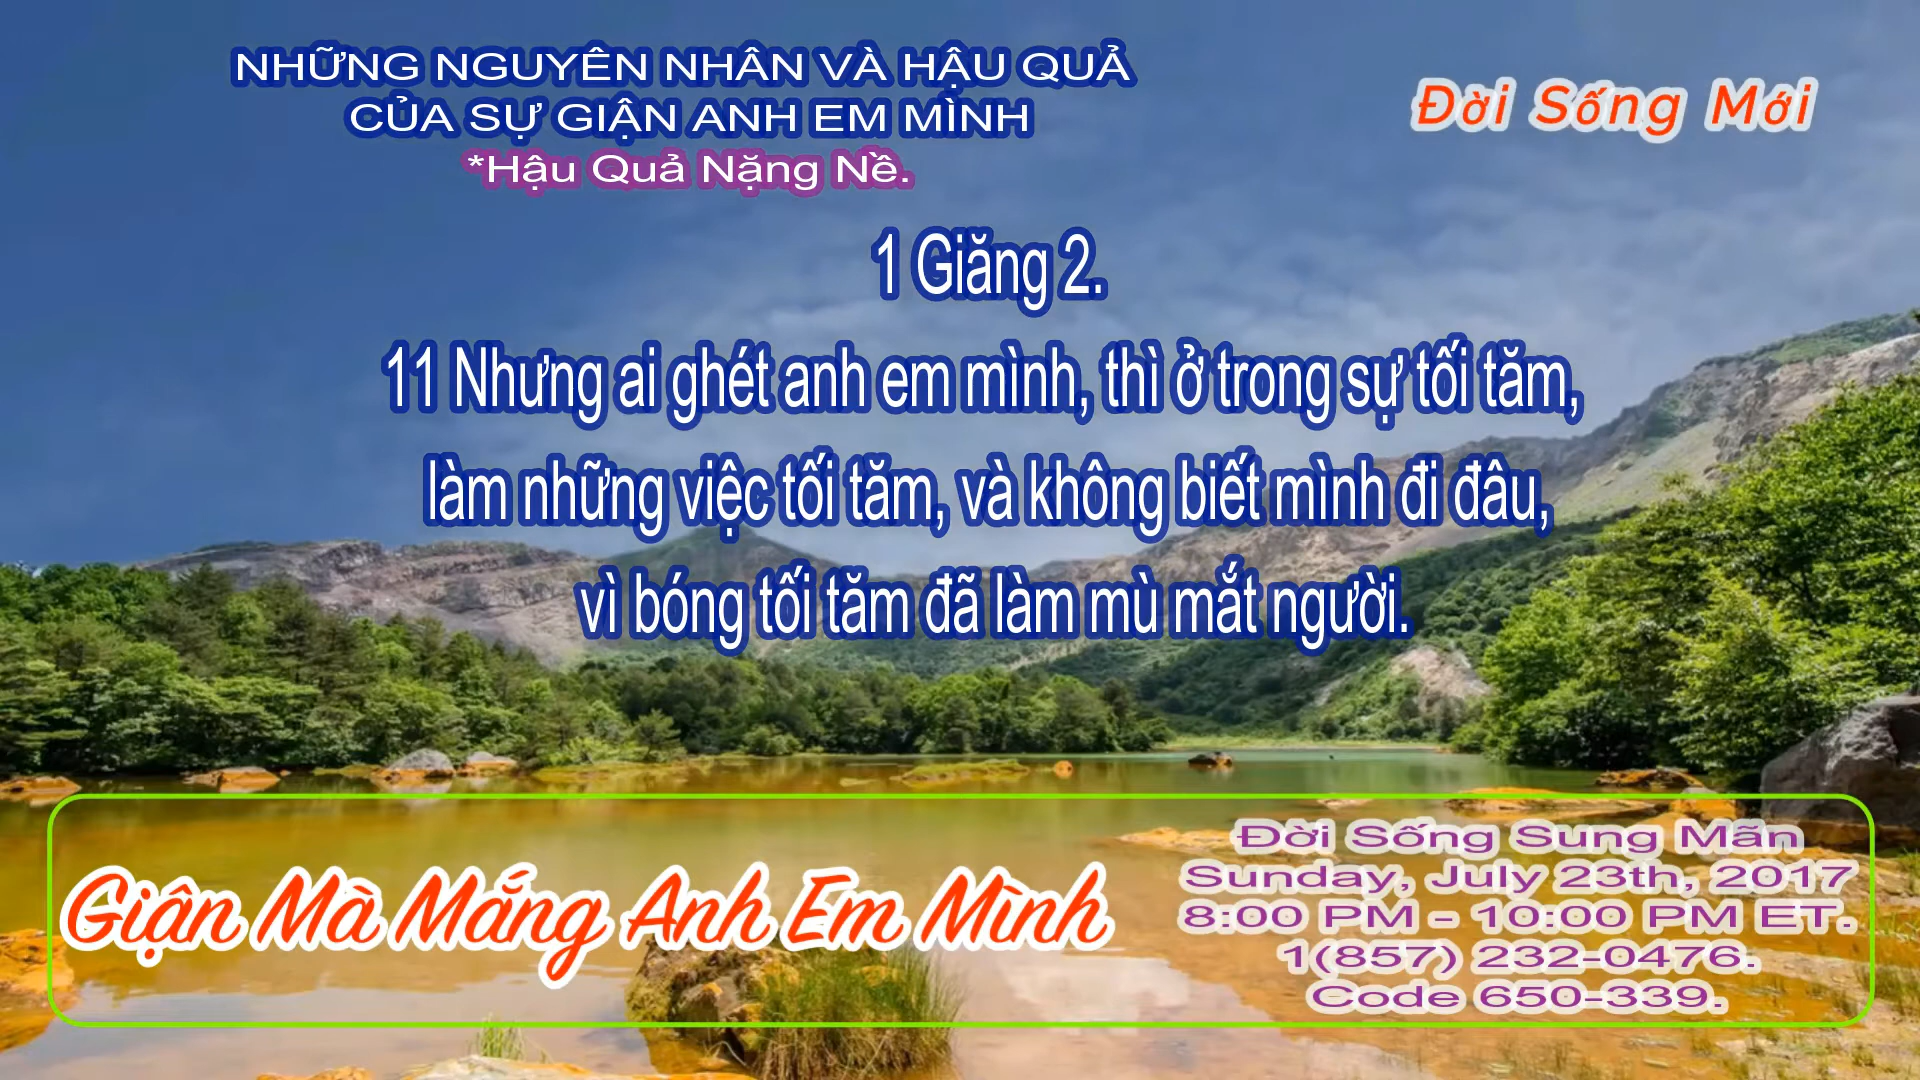 NHỮNG NGUYÊN NHÂN VÀ HẬU QUẢ
CỦA SỰ GIẬN ANH EM MÌNH
*Hậu Quả Nặng Nề.
Đời Sống Mới
1 Giăng 2.
11 Nhưng ai ghét anh em mình, thì ở trong sự tối tăm,
làm những việc tối tăm, và không biết mình đi đâu,
vì bóng tối tăm đã làm mù mắt người.
Giận Mà Mắng Anh Em Mình
Đời Sống Sung Mãn
Sunday, July 23th, 2017
8:00 PM - 10:00 PM ET.
1(857) 232-0476.
Code 650-339.